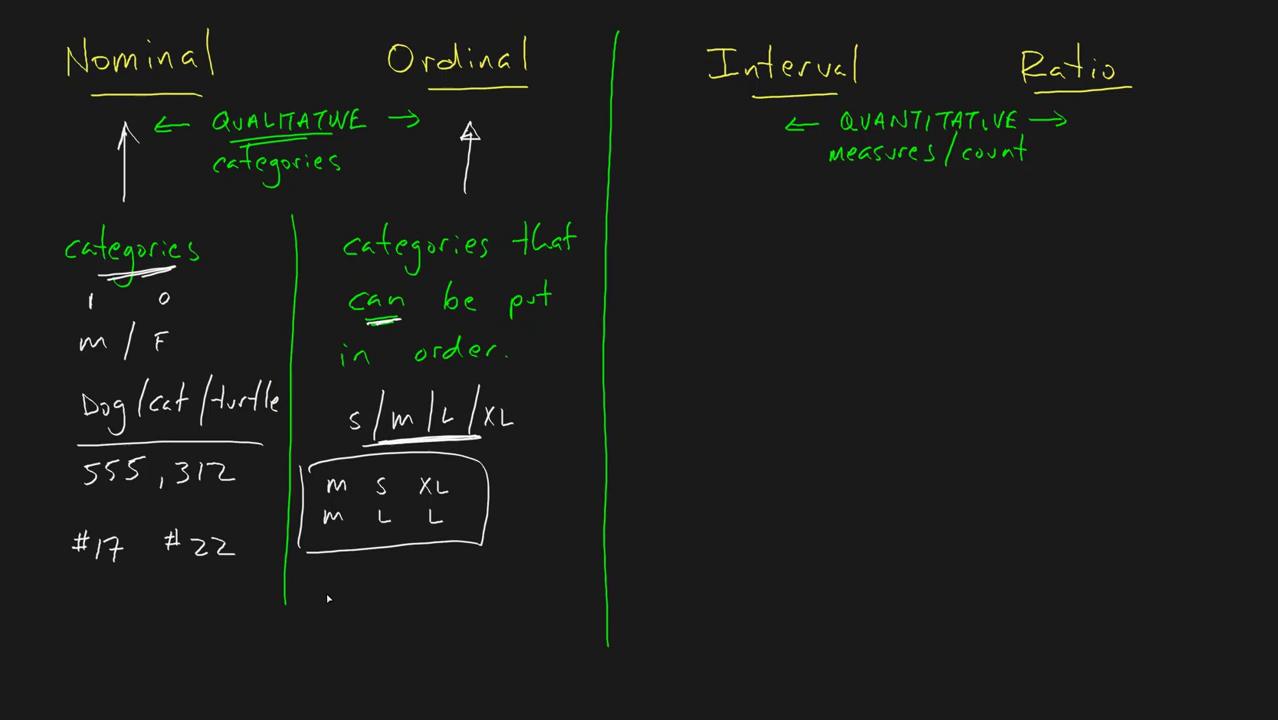 Nominal
Ordinal
← QUALITATIVE →
categories
categories
1 0
m / F
Dog/cat/turtle
555, 312
#17 #22
categories that
can be put
in order.
S/m/L/XL
m S XL
m L L
Interval
Ratio
← QUANTITATIVE →
measures/count